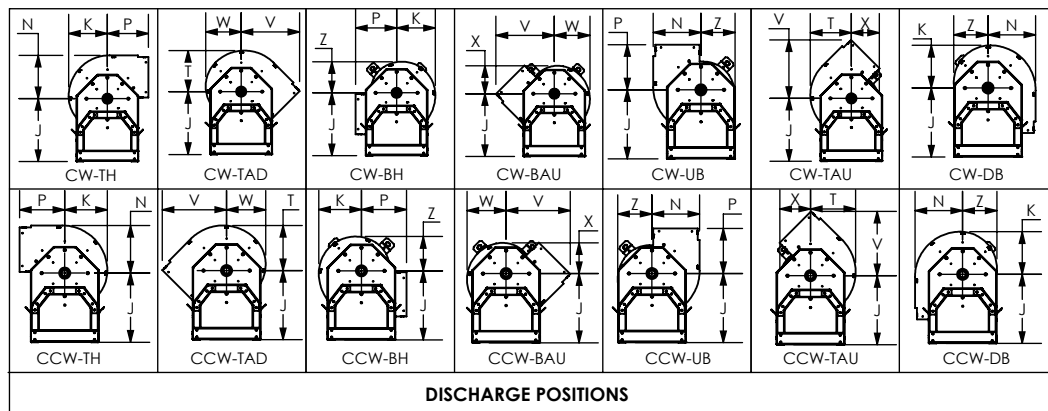 P K V N T X K
N K P W V Z X P N Z W V Z N
T
J J J J J J J
CW-TH CW-TAD CW-BH CW-BAU CW-UB CW-TAU CW-DB
P K N V W T K P Z W V X Z N P X T V N Z K
J J J J J J J
CCW-TH CCW-TAD CCW-BH CCW-BAU CCW-UB CCW-TAU CCW-DB
DISCHARGE POSITIONS